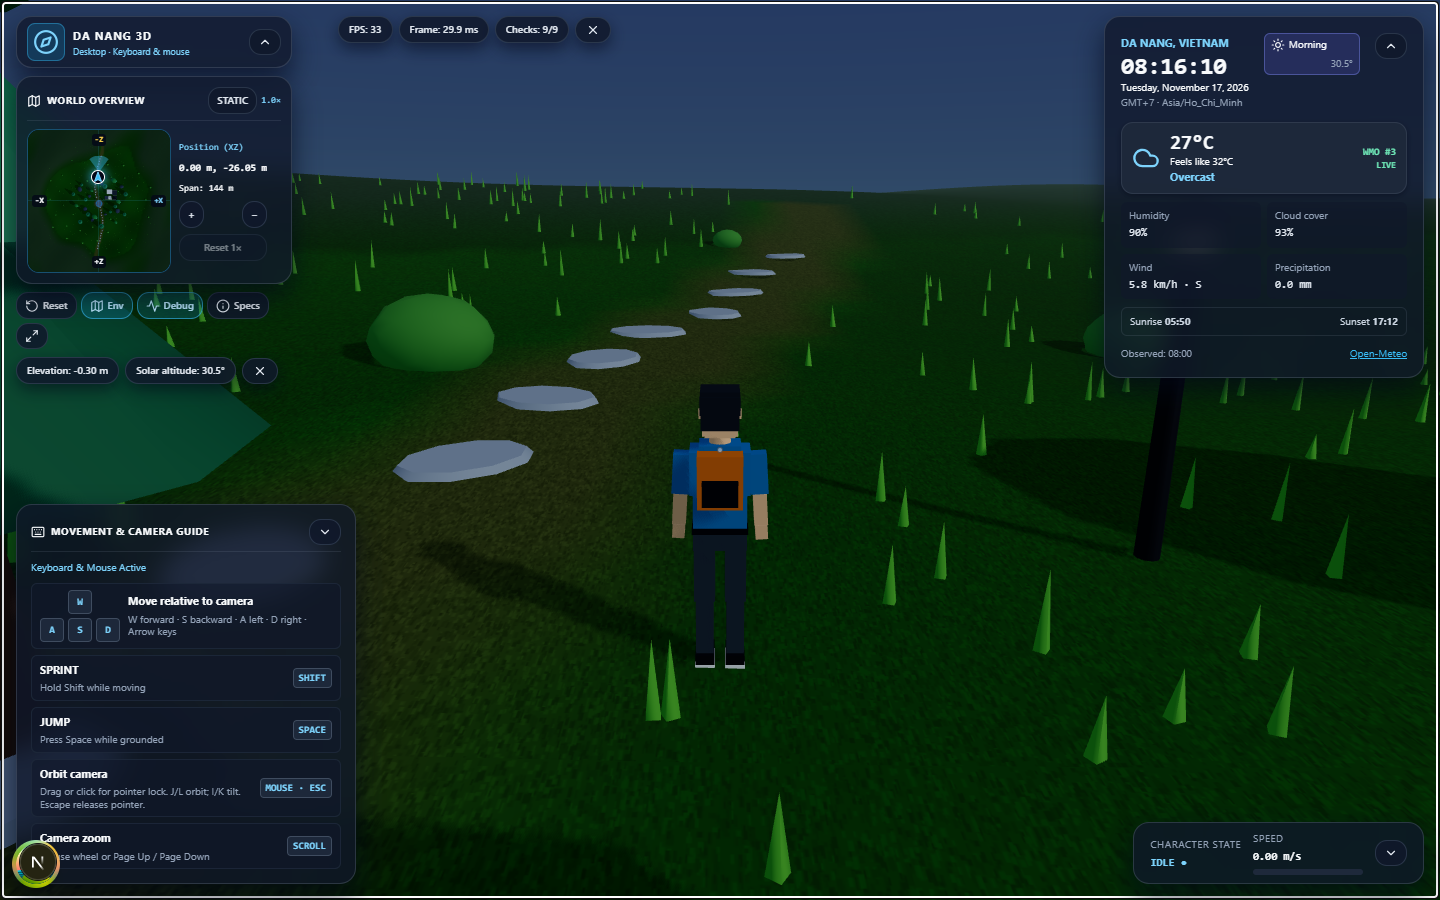 DA NANG 3D
Desktop · Keyboard & mouse
FPS: 33
Frame: 29.9 ms
Checks: 9/9
WORLD OVERVIEW
STATIC
1.0×
-Z
-X
+X
+Z
Position (XZ)
0.00 m, -26.05 m
Span: 144 m
+
−
Reset 1×
Reset
Env
Debug
Specs
Elevation: -0.30 m
Solar altitude: 30.5°
MOVEMENT & CAMERA GUIDE
Keyboard & Mouse Active
W
A
S
D
Move relative to camera
W forward · S backward · A left · D right ·
Arrow keys
SPRINT
Hold Shift while moving
SHIFT
JUMP
Press Space while grounded
SPACE
Orbit camera
Drag or click for pointer lock. J/L orbit; I/K tilt.
Escape releases pointer.
MOUSE · ESC
Camera zoom
wheel or Page Up / Page Down
SCROLL
N
DA NANG, VIETNAM
08:16:10
Tuesday, November 17, 2026
GMT+7 · Asia/Ho_Chi_Minh
Morning
30.5°
27°C
Feels like 32°C
Overcast
WMO #3
LIVE
Humidity
90%
Cloud cover
93%
Wind
5.8 km/h · S
Precipitation
0.0 mm
Sunrise 05:50
Sunset 17:12
Observed: 08:00
Open-Meteo
CHARACTER STATE
IDLE
SPEED
0.00 m/s